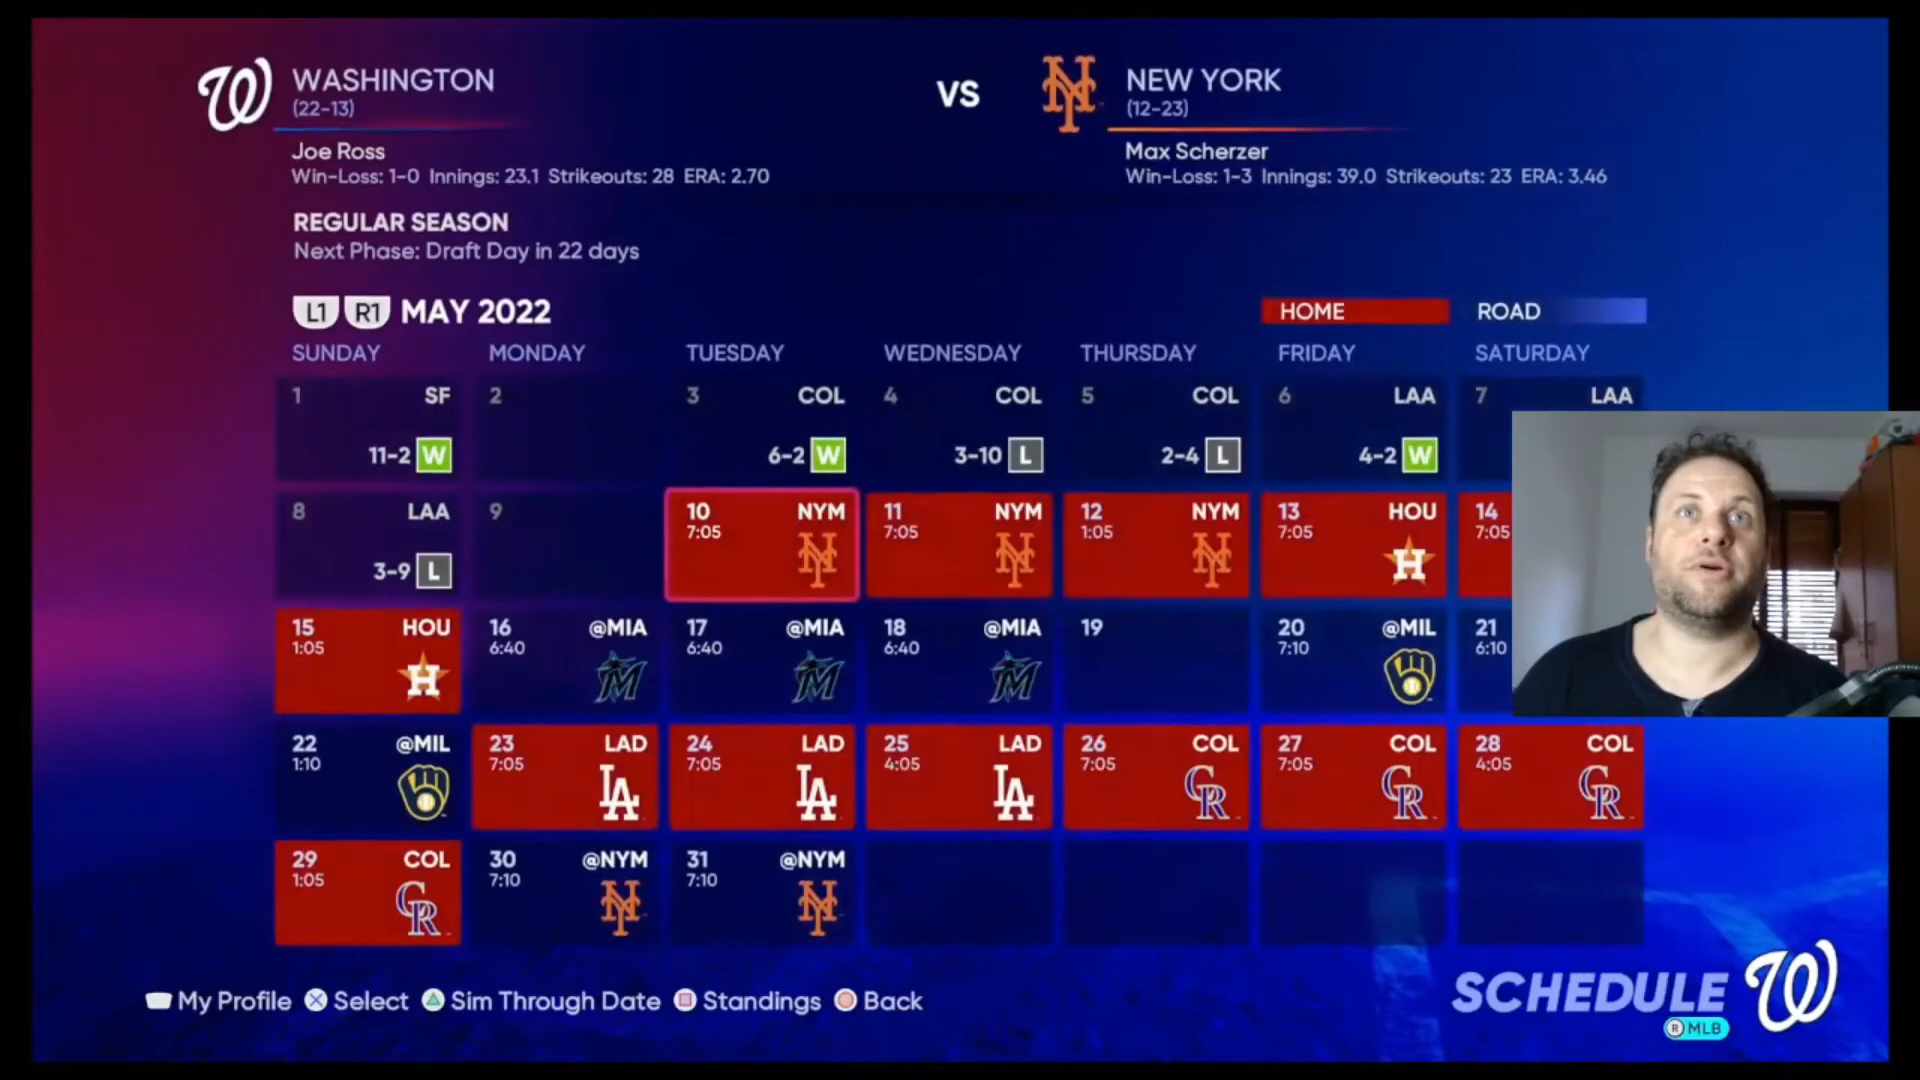 WASHINGTON
(22-13)
VS
NEW YORK
(12-23)
Joe Ross
Win-Loss: 1-0 Innings: 23.1 Strikeouts: 28 ERA: 2.70
Max Scherzer
Win-Loss: 1-3 Innings: 39.0 Strikeouts: 23 ERA: 3.46
REGULAR SEASON
Next Phase: Draft Day in 22 days
L1 R1 MAY 2022
HOME ROAD
SUNDAY MONDAY TUESDAY WEDNESDAY THURSDAY FRIDAY SATURDAY
1 SF 2 3 COL 4 COL 5 COL 6 LAA 7 LAA
11-2 W 6-2 W 3-10 L 2-4 L 4-2 W
8 LAA 9 10 NYM 11 NYM 12 NYM 13 HOU 14
7:05 7:05 1:05 7:05 7:05
3-9 L
15 HOU 16 @MIA 17 @MIA 18 @MIA 19 20 @MIL 21
1:05 6:40 6:40 6:40 7:10 6:10
22 @MIL 23 LAD 24 LAD 25 LAD 26 COL 27 COL 28 COL
1:10 7:05 7:05 4:05 7:05 7:05 4:05
29 COL 30 @NYM 31 @NYM
1:05 7:10 7:10
My Profile Select Sim Through Date Standings Back
SCHEDULE
R MLB